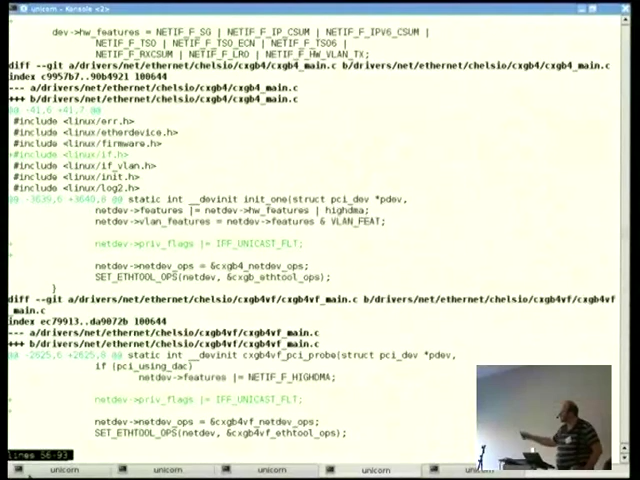 unicorn - Konsole <2>
dev->hw_features = NETIF_F_SG | NETIF_F_IP_CSUM | NETIF_F_IPV6_CSUM |
NETIF_F_TSO | NETIF_F_TSO_ECN | NETIF_F_TSO6 |
NETIF_F_RXCSUM | NETIF_F_LRO | NETIF_F_HW_VLAN_TX;
diff --git a/drivers/net/ethernet/chelsio/cxgb4/cxgb4_main.c b/drivers/net/ethernet/chelsio/cxgb4/cxgb4_main.c
index c9957b7..90b4921 100644
--- a/drivers/net/ethernet/chelsio/cxgb4/cxgb4_main.c
+++ b/drivers/net/ethernet/chelsio/cxgb4/cxgb4_main.c
@@ -41,6 +41,7 @@
#include <linux/err.h>
#include <linux/etherdevice.h>
#include <linux/firmware.h>
+#include <linux/if.h>
#include <linux/if_vlan.h>
#include <linux/init.h>
#include <linux/log2.h>
@@ -3639,6 +3640,8 @@ static int __devinit init_one(struct pci_dev *pdev,
netdev->features |= netdev->hw_features | highdma;
netdev->vlan_features = netdev->features & VLAN_FEAT;
+
netdev->priv_flags |= IFF_UNICAST_FLT;
+
netdev->netdev_ops = &cxgb4_netdev_ops;
SET_ETHTOOL_OPS(netdev, &cxgb_ethtool_ops);
}
diff --git a/drivers/net/ethernet/chelsio/cxgb4vf/cxgb4vf_main.c b/drivers/net/ethernet/chelsio/cxgb4vf/cxgb4vf
_main.c
index ec79913..da9072b 100644
--- a/drivers/net/ethernet/chelsio/cxgb4vf/cxgb4vf_main.c
+++ b/drivers/net/ethernet/chelsio/cxgb4vf/cxgb4vf_main.c
@@ -2625,6 +2625,8 @@ static int __devinit cxgb4vf_pci_probe(struct pci_dev *pdev,
if (pci_using_dac)
netdev->features |= NETIF_F_HIGHDMA;
+
netdev->priv_flags |= IFF_UNICAST_FLT;
+
netdev->netdev_ops = &cxgb4vf_netdev_ops;
SET_ETHTOOL_OPS(netdev, &cxgb4vf_ethtool_ops);
lines 56-93
unicorn
unicorn
unicorn
unicorn
unicorn